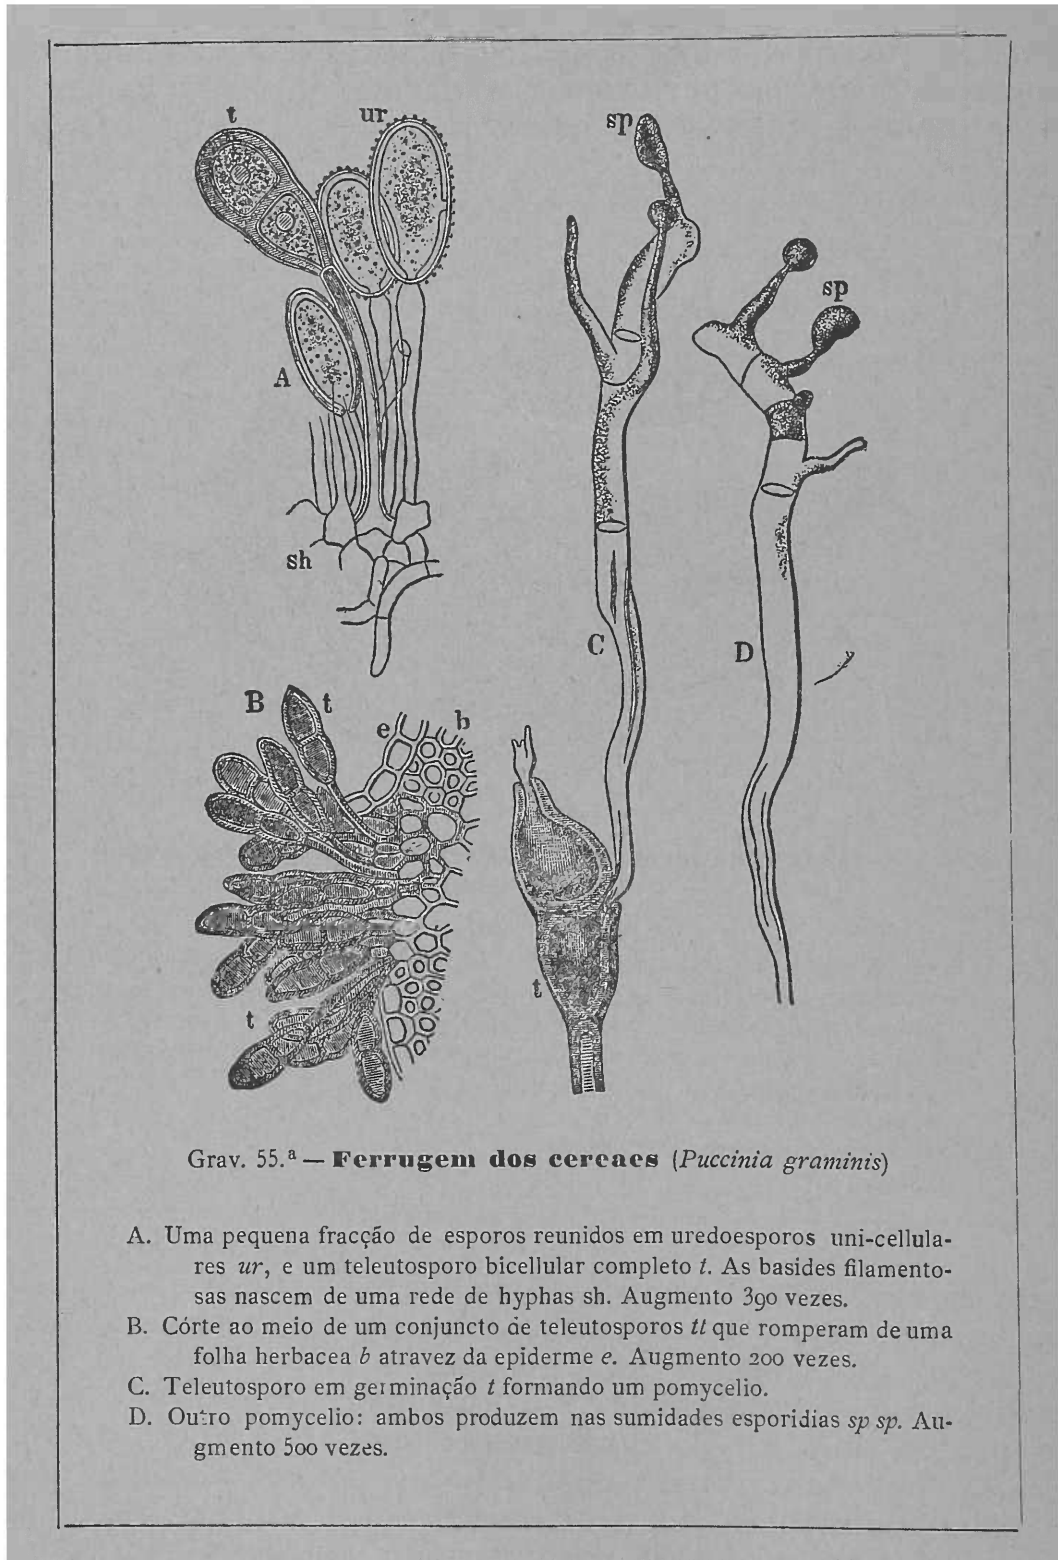 t
ur
sp
sp
A
sh
C
D
B
t
e
b
t
t
Grav. 55.ª — Ferrugem dos cereaes (Puccinia graminis)
A. Uma pequena fracção de esporos reunidos em uredoesporos uni-cellula-
res ur, e um teleutosporo bicellular completo t. As basides filamento-
sas nascem de uma rede de hyphas sh. Augmento 390 vezes.
B. Córte ao meio de um conjuncto de teleutosporos tt que romperam de uma
folha herbacea b atravez da epiderme e. Augmento 200 vezes.
C. Teleutosporo em germinação t formando um pomycelio.
D. Outro pomycelio: ambos produzem nas sumidades esporidias sp sp. Au-
gmento 500 vezes.